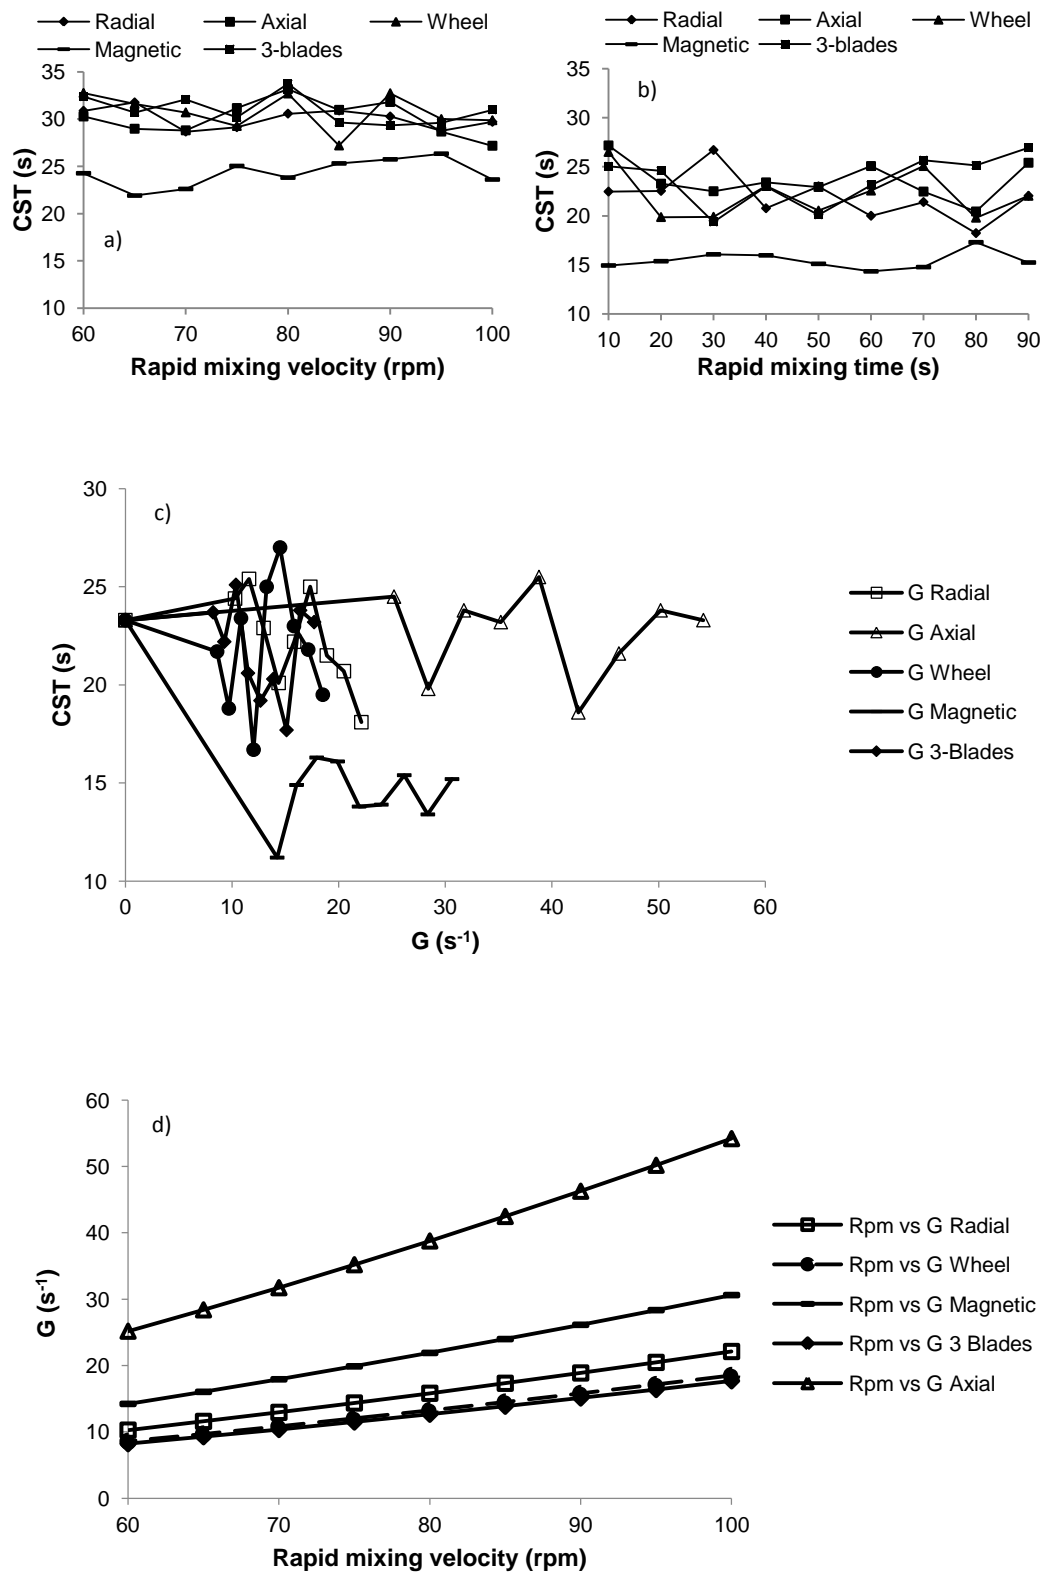 Radial Axial Wheel
Magnetic 3-blades
35
30
25
20
15
10
CST (s)
a)
60 70 80 90 100
Rapid mixing velocity (rpm)
Radial Axial Wheel
Magnetic 3-blades
35
30
25
20
15
10
CST (s)
b)
10 20 30 40 50 60 70 80 90
Rapid mixing time (s)
30
25
20
15
10
CST (s)
c)
0 10 20 30 40 50 60
G (s⁻¹)
G Radial
G Axial
G Wheel
G Magnetic
G 3-Blades
60
50
40
30
20
10
0
G (s⁻¹)
d)
60 70 80 90 100
Rapid mixing velocity (rpm)
Rpm vs G Radial
Rpm vs G Wheel
Rpm vs G Magnetic
Rpm vs G 3 Blades
Rpm vs G Axial